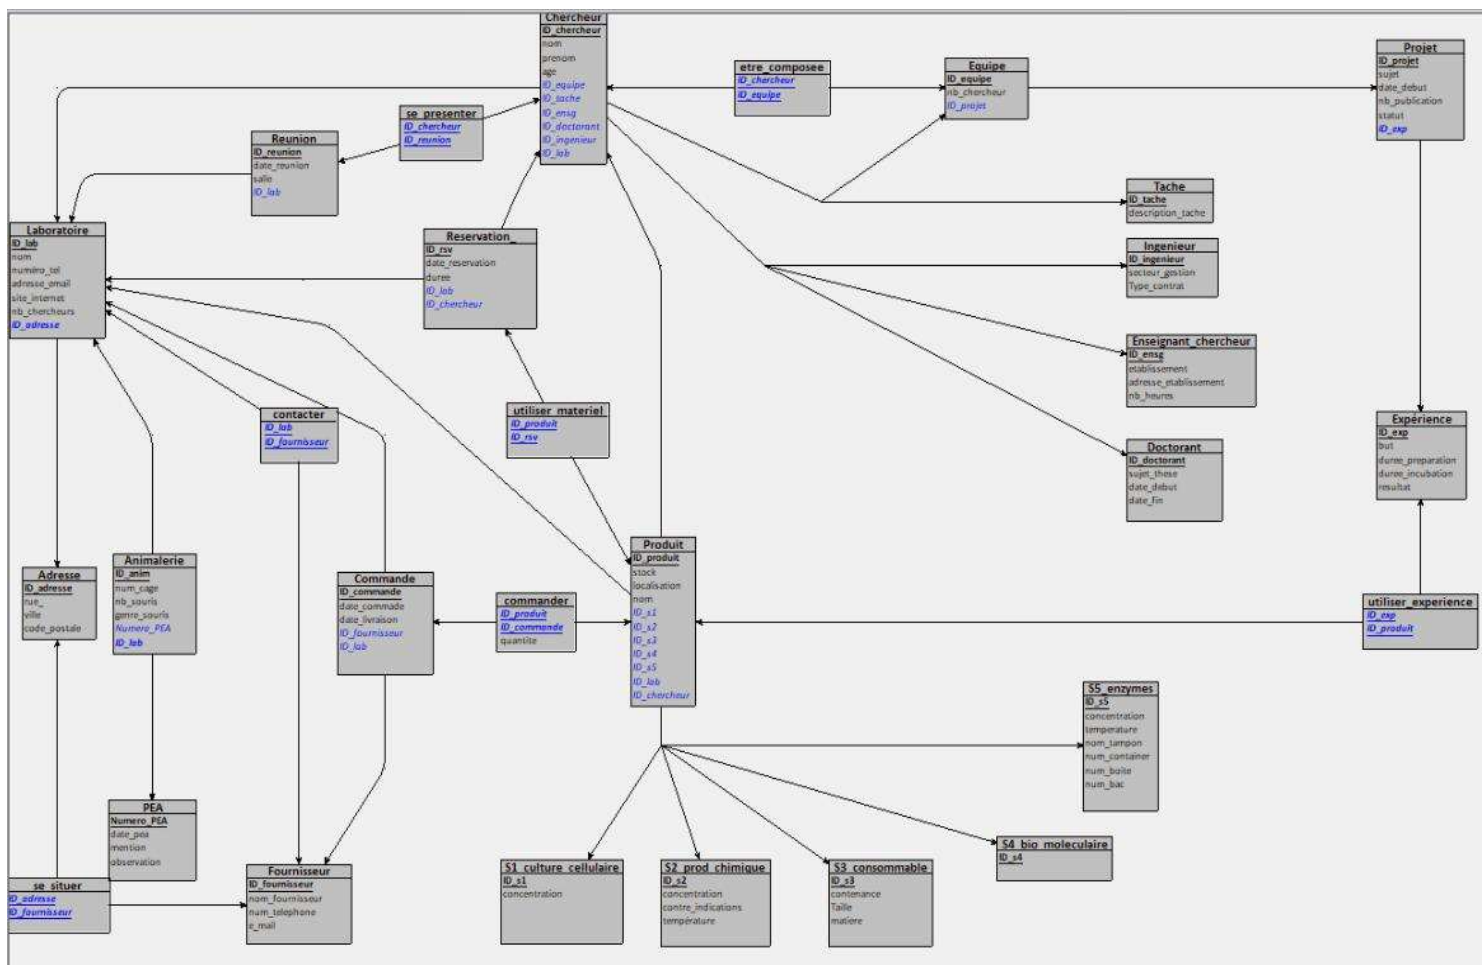 Chercheur
ID_chercheur
nom
prenom
age
ID_equipe
ID_tache
ID_ensg
ID_doctorant
ID_ingenieur
ID_lab
etre_composee
ID_chercheur
ID_equipe
Equipe
ID_equipe
nb_chercheur
ID_projet
Projet
ID_projet
sujet
date_debut
nb_publication
statut
ID_exp
se_presenter
ID_chercheur
ID_reunion
Reunion
ID_reunion
date_reunion
salle
ID_lab
Tache
ID_tache
description_tache
Laboratoire
ID_lab
num
numéro_tel
adresse_email
site_internet
nb_chercheurs
ID_adresse
Reservation_
ID_rsv
date_reservation
duree
ID_lab
ID_chercheur
Ingenieur
ID_ingenieur
secteur_gestion
Type_contrat
Enseignant_chercheur
ID_ensg
etablissement
adresse_etablissement
nb_heures
contacter
ID_lab
ID_fournisseur
utiliser_materiel
ID_produit
ID_rsv
Doctorant
ID_doctorant
sujet_these
date_debut
date_fin
Expérience
ID_exp
but
duree_preparation
duree_incubation
resultat
Adresse
ID_adresse
rue_
ville
code_postale
Animalerie
ID_anim
num_cage
nb_souris
genre_souris
Numero_PEA
ID_lab
Commande
ID_commande
date_commade
date_livraison
ID_fournisseur
ID_lab
commander
ID_produit
ID_commande
quantite
Produit
ID_produit
stock
localisation
nom
ID_s1
ID_s2
ID_s3
ID_s4
ID_s5
ID_lab
ID_chercheur
utiliser_experience
ID_exp
ID_produit
S5_enzymes
ID_s5
concentration
temperature
nom_tampon
num_container
num_boite
num_bac
PEA
Numero_PEA
date_pea
mention
observation
se_situer
ID_adresse
ID_fournisseur
Fournisseur
ID_fournisseur
nom_fournisseur
num_telephone
e_mail
S1_culture_cellulaire
ID_s1
concentration
S2_prod_chimique
ID_s2
concentration
contre_indications
température
S3_consommable
ID_s3
contenance
Taille
matiere
S4_bio_moleculaire
ID_s4